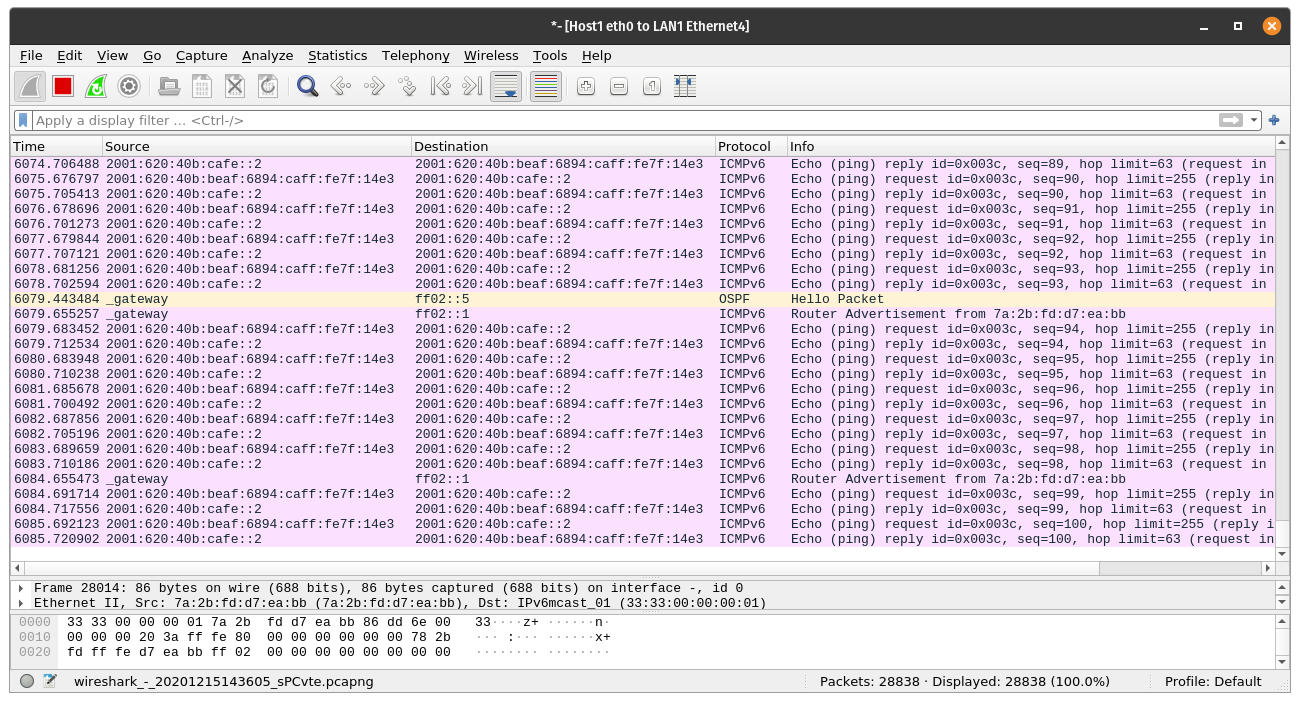 *- [Host1 eth0 to LAN1 Ethernet4]
File Edit View Go Capture Analyze Statistics Telephony Wireless Tools Help
Apply a display filter … <Ctrl-/>
Time Source Destination Protocol Info
6074.706488 2001:620:40b:cafe::2 2001:620:40b:beaf:6894:caff:fe7f:14e3 ICMPv6 Echo (ping) reply id=0x003c, seq=89, hop limit=63 (request in
6075.676797 2001:620:40b:beaf:6894:caff:fe7f:14e3 2001:620:40b:cafe::2 ICMPv6 Echo (ping) request id=0x003c, seq=90, hop limit=255 (reply in
6075.705413 2001:620:40b:cafe::2 2001:620:40b:beaf:6894:caff:fe7f:14e3 ICMPv6 Echo (ping) reply id=0x003c, seq=90, hop limit=63 (request in
6076.678696 2001:620:40b:beaf:6894:caff:fe7f:14e3 2001:620:40b:cafe::2 ICMPv6 Echo (ping) request id=0x003c, seq=91, hop limit=255 (reply in
6076.701273 2001:620:40b:cafe::2 2001:620:40b:beaf:6894:caff:fe7f:14e3 ICMPv6 Echo (ping) reply id=0x003c, seq=91, hop limit=63 (request in
6077.679844 2001:620:40b:beaf:6894:caff:fe7f:14e3 2001:620:40b:cafe::2 ICMPv6 Echo (ping) request id=0x003c, seq=92, hop limit=255 (reply in
6077.707121 2001:620:40b:cafe::2 2001:620:40b:beaf:6894:caff:fe7f:14e3 ICMPv6 Echo (ping) reply id=0x003c, seq=92, hop limit=63 (request in
6078.681256 2001:620:40b:beaf:6894:caff:fe7f:14e3 2001:620:40b:cafe::2 ICMPv6 Echo (ping) request id=0x003c, seq=93, hop limit=255 (reply in
6078.702594 2001:620:40b:cafe::2 2001:620:40b:beaf:6894:caff:fe7f:14e3 ICMPv6 Echo (ping) reply id=0x003c, seq=93, hop limit=63 (request in
6079.443484 _gateway ff02::5 OSPF Hello Packet
6079.655257 _gateway ff02::1 ICMPv6 Router Advertisement from 7a:2b:fd:d7:ea:bb
6079.683452 2001:620:40b:beaf:6894:caff:fe7f:14e3 2001:620:40b:cafe::2 ICMPv6 Echo (ping) request id=0x003c, seq=94, hop limit=255 (reply in
6079.712534 2001:620:40b:cafe::2 2001:620:40b:beaf:6894:caff:fe7f:14e3 ICMPv6 Echo (ping) reply id=0x003c, seq=94, hop limit=63 (request in
6080.683948 2001:620:40b:beaf:6894:caff:fe7f:14e3 2001:620:40b:cafe::2 ICMPv6 Echo (ping) request id=0x003c, seq=95, hop limit=255 (reply in
6080.710238 2001:620:40b:cafe::2 2001:620:40b:beaf:6894:caff:fe7f:14e3 ICMPv6 Echo (ping) reply id=0x003c, seq=95, hop limit=63 (request in
6081.685678 2001:620:40b:beaf:6894:caff:fe7f:14e3 2001:620:40b:cafe::2 ICMPv6 Echo (ping) request id=0x003c, seq=96, hop limit=255 (reply in
6081.700492 2001:620:40b:cafe::2 2001:620:40b:beaf:6894:caff:fe7f:14e3 ICMPv6 Echo (ping) reply id=0x003c, seq=96, hop limit=63 (request in
6082.687856 2001:620:40b:beaf:6894:caff:fe7f:14e3 2001:620:40b:cafe::2 ICMPv6 Echo (ping) request id=0x003c, seq=97, hop limit=255 (reply in
6082.705196 2001:620:40b:cafe::2 2001:620:40b:beaf:6894:caff:fe7f:14e3 ICMPv6 Echo (ping) reply id=0x003c, seq=97, hop limit=63 (request in
6083.689659 2001:620:40b:beaf:6894:caff:fe7f:14e3 2001:620:40b:cafe::2 ICMPv6 Echo (ping) request id=0x003c, seq=98, hop limit=255 (reply in
6083.710186 2001:620:40b:cafe::2 2001:620:40b:beaf:6894:caff:fe7f:14e3 ICMPv6 Echo (ping) reply id=0x003c, seq=98, hop limit=63 (request in
6084.655473 _gateway ff02::1 ICMPv6 Router Advertisement from 7a:2b:fd:d7:ea:bb
6084.691714 2001:620:40b:beaf:6894:caff:fe7f:14e3 2001:620:40b:cafe::2 ICMPv6 Echo (ping) request id=0x003c, seq=99, hop limit=255 (reply in
6084.717556 2001:620:40b:cafe::2 2001:620:40b:beaf:6894:caff:fe7f:14e3 ICMPv6 Echo (ping) reply id=0x003c, seq=99, hop limit=63 (request in
6085.692123 2001:620:40b:beaf:6894:caff:fe7f:14e3 2001:620:40b:cafe::2 ICMPv6 Echo (ping) request id=0x003c, seq=100, hop limit=255 (reply i
6085.720902 2001:620:40b:cafe::2 2001:620:40b:beaf:6894:caff:fe7f:14e3 ICMPv6 Echo (ping) reply id=0x003c, seq=100, hop limit=63 (request in
Frame 28014: 86 bytes on wire (688 bits), 86 bytes captured (688 bits) on interface -, id 0
Ethernet II, Src: 7a:2b:fd:d7:ea:bb (7a:2b:fd:d7:ea:bb), Dst: IPv6mcast_01 (33:33:00:00:00:01)
0000 33 33 00 00 00 01 7a 2b fd d7 ea bb 86 dd 6e 00 33····z+ ······n·
0010 00 00 00 20 3a ff fe 80 00 00 00 00 00 00 78 2b ··· :··· ······x+
0020 fd ff fe d7 ea bb ff 02 00 00 00 00 00 00 00 00 ········ ········
wireshark_-_20201215143605_sPCvte.pcapng Packets: 28838 · Displayed: 28838 (100.0%) Profile: Default